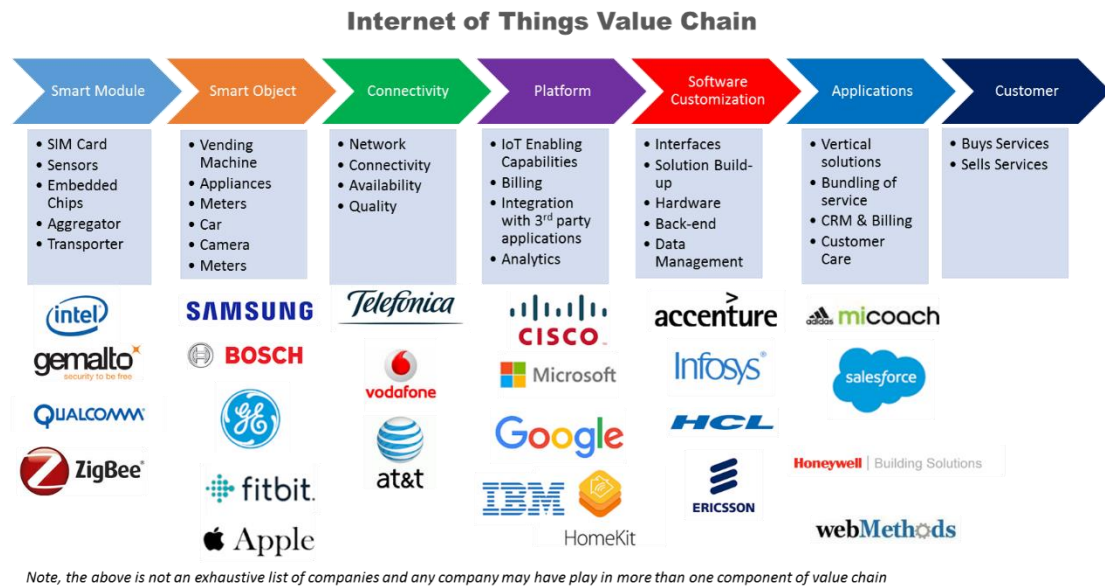 Internet of Things Value Chain
Smart Module
Smart Object
Connectivity
Platform
Software
Customization
Applications
Customer
• SIM Card
• Sensors
• Embedded
Chips
• Aggregator
• Transporter
• Vending
Machine
• Appliances
• Meters
• Car
• Camera
• Meters
• Network
• Connectivity
• Availability
• Quality
• IoT Enabling
Capabilities
• Billing
• Integration
with 3rd party
applications
• Analytics
• Interfaces
• Solution Build-
up
• Hardware
• Back-end
• Data
Management
• Vertical
solutions
• Bundling of
service
• CRM & Billing
• Customer
Care
• Buys Services
• Sells Services
intel
gemalto
security to be free
QUALCOMM
ZigBee®
SAMSUNG
BOSCH
GE
fitbit.
Apple
Telefónica
vodafone
at&t
CISCO
Microsoft
Google
IBM
HomeKit
accenture
Infosys®
HCL
ERICSSON
adidas micoach
salesforce
Honeywell | Building Solutions
webMethods
Note, the above is not an exhaustive list of companies and any company may have play in more than one component of value chain